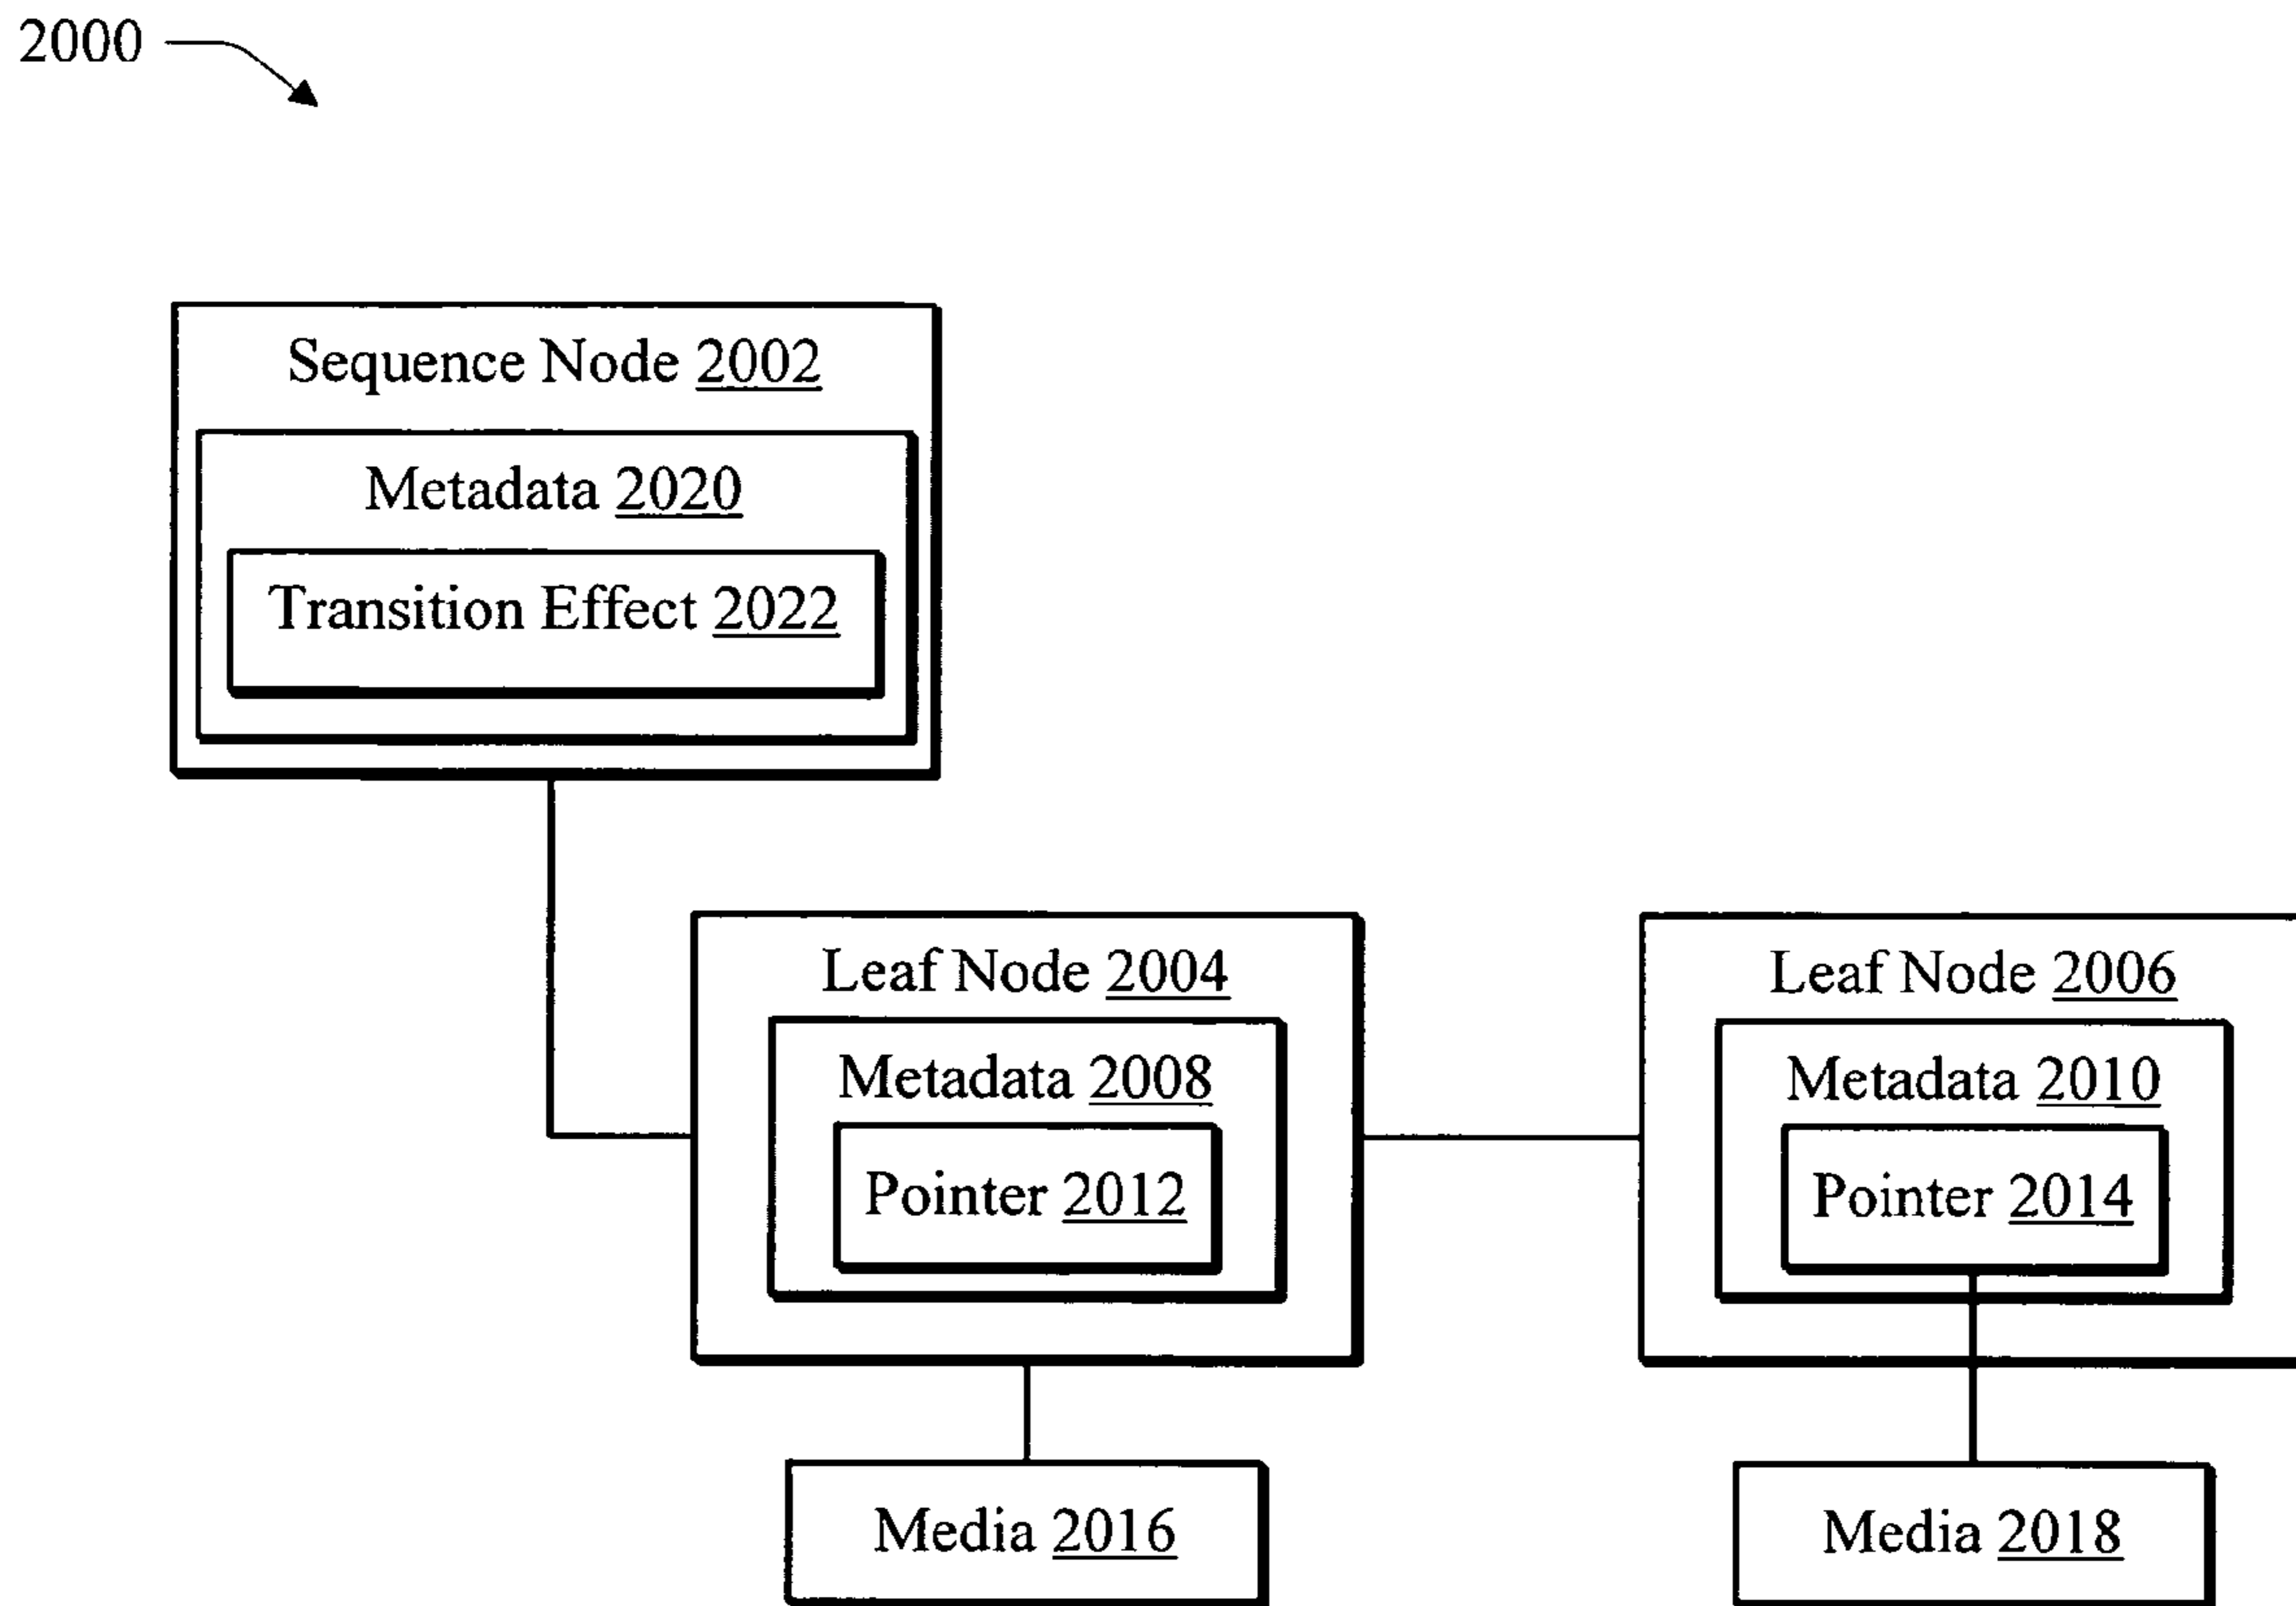 2000
Sequence Node 2002
Metadata 2020
Transition Effect 2022
Leaf Node 2004
Metadata 2008
Pointer 2012
Leaf Node 2006
Metadata 2010
Pointer 2014
Media 2016
Media 2018